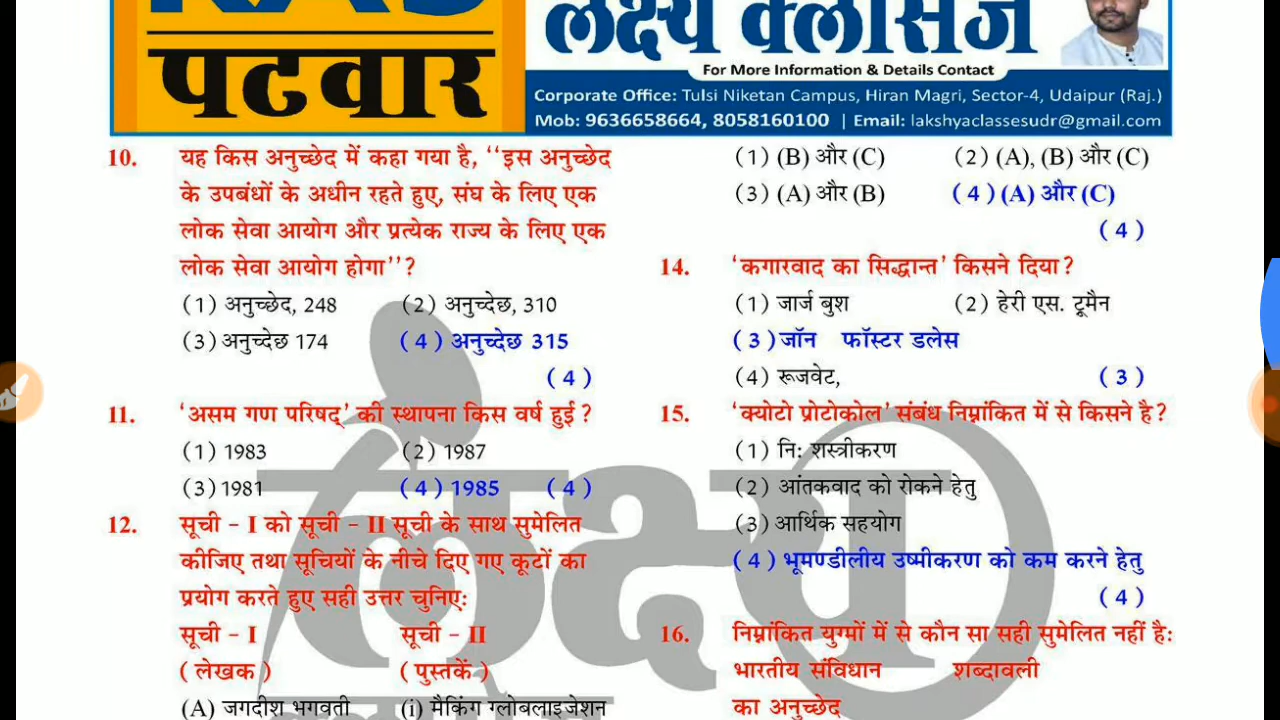 RAS
पटवार
लक्ष्य क्लासेज
For More Information & Details Contact
Corporate Office: Tulsi Niketan Campus, Hiran Magri, Sector-4, Udaipur (Raj.)
Mob: 9636658664, 8058160100 | Email: lakshyaclassesudr@gmail.com
10. यह किस अनुच्छेद में कहा गया है, ‘‘इस अनुच्छेद
के उपबंधों के अधीन रहते हुए, संघ के लिए एक
लोक सेवा आयोग और प्रत्येक राज्य के लिए एक
लोक सेवा आयोग होगा’’?
(1) अनुच्छेद, 248 (2) अनुच्देछ, 310
(3) अनुच्देछ 174 (4) अनुच्देछ 315
(4)
11. ‘असम गण परिषद्’ की स्थापना किस वर्ष हुई?
(1) 1983 (2) 1987
(3) 1981 (4) 1985 (4)
12. सूची - I को सूची - II सूची के साथ सुमेलित
कीजिए तथा सूचियों के नीचे दिए गए कूटों का
प्रयोग करते हुए सही उत्तर चुनिए:
सूची - I सूची - II
(लेखक) (पुस्तकें)
(A) जगदीश भगवती (i) मैकिंग ग्लोबलाइजेशन
(1) (B) और (C) (2) (A), (B) और (C)
(3) (A) और (B) (4) (A) और (C)
(4)
14. ‘कगारवाद का सिद्धान्त’ किसने दिया?
(1) जार्ज बुश (2) हेरी एस. ट्रूमैन
(3) जॉन फॉस्टर डलेस
(4) रूजवेट, (3)
15. ‘क्योटो प्रोटोकोल’ संबंध निम्नांकित में से किसने है?
(1) नि: शस्त्रीकरण
(2) आंतकवाद को रोकने हेतु
(3) आर्थिक सहयोग
(4) भूमण्डीलीय उष्मीकरण को कम करने हेतु
(4)
16. निम्नांकित युग्मों में से कौन सा सही सुमेलित नहीं है:
भारतीय संविधान शब्दावली
का अनुच्छेद
लक्ष्य